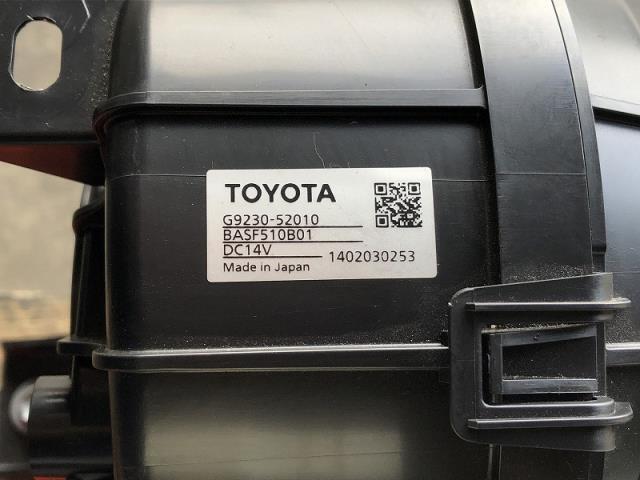 TOYOTA
G9230-52010
BASF510B01
DC14V 1402030253
Made in Japan